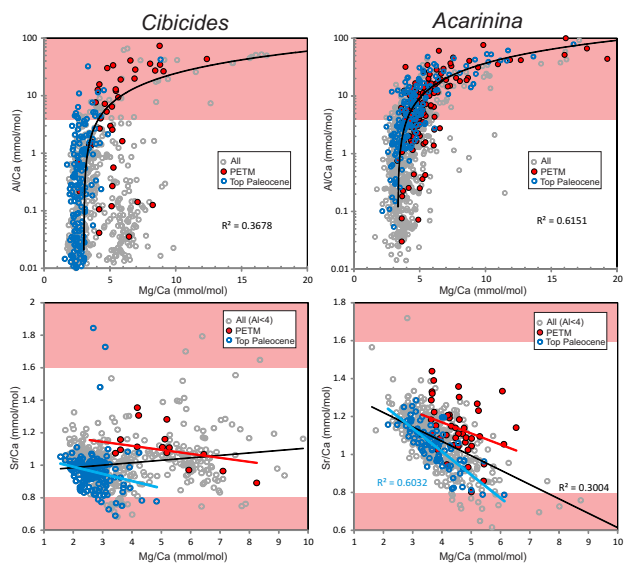 Cibicides
Acarinina
Al/Ca (mmol/mol)
100
10
1
0.1
0.01
All
PETM
Top Paleocene
R² = 0.3678
0
5
10
15
20
Mg/Ca (mmol/mol)
Al/Ca (mmol/mol)
100
10
1
0.1
0.01
All
PETM
Top Paleocene
R² = 0.6151
0
5
10
15
20
Mg/Ca (mmol/mol)
Sr/Ca (mmol/mol)
2
1.8
1.6
1.4
1.2
1
0.8
0.6
All (Al<4)
PETM
Top Paleocene
1
2
3
4
5
6
7
8
9
10
Mg/Ca (mmol/mol)
Sr/Ca (mmol/mol)
1.8
1.6
1.4
1.2
1
0.8
0.6
All (Al<4)
PETM
Top Paleocene
R² = 0.6032
R² = 0.3004
1
2
3
4
5
6
7
8
9
10
Mg/Ca (mmol/mol)